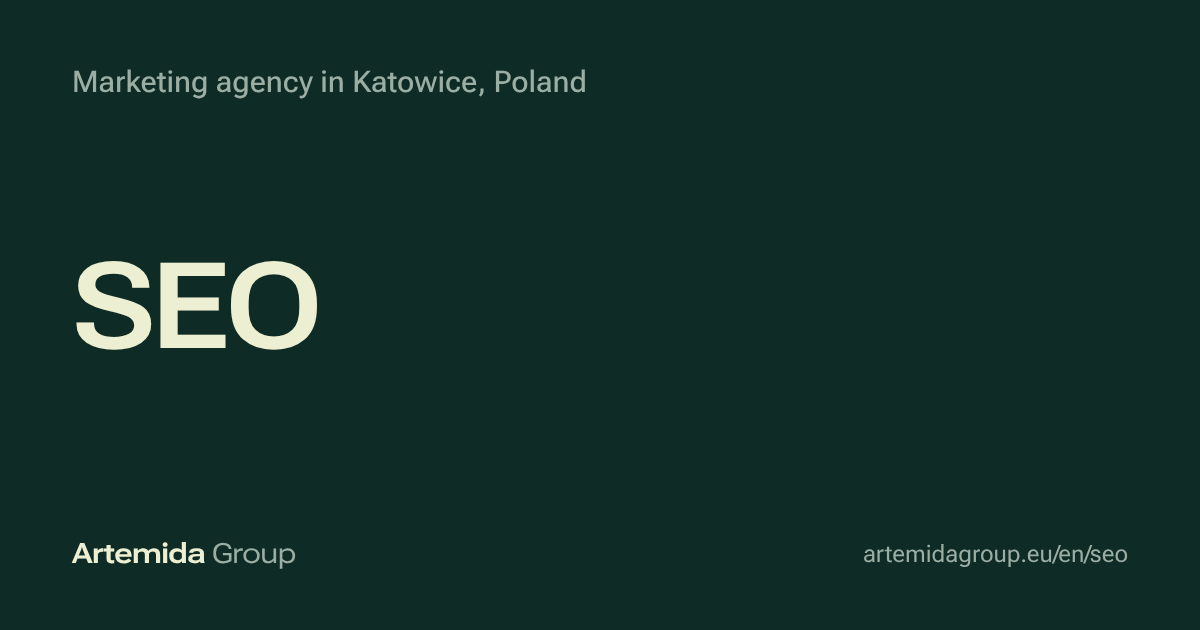 Marketing agency in Katowice, Poland
SEO
Artemida Group
artemidagroup.eu/en/seo